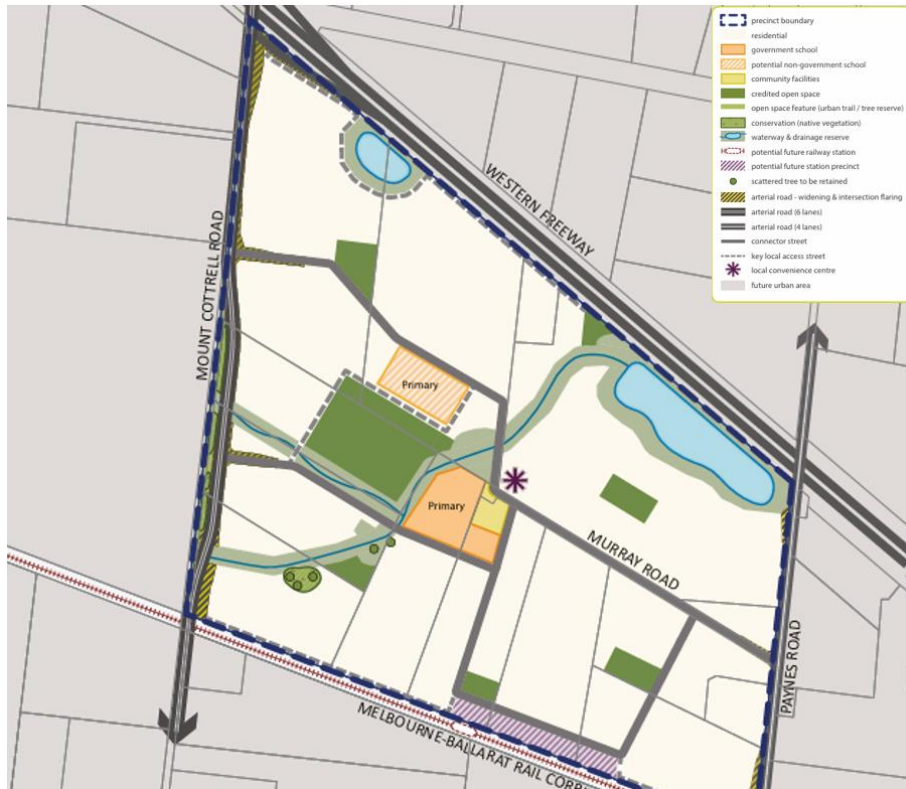 precinct boundary
residential
government school
potential non-government school
community facilities
credited open space
open space feature (urban trail / tree reserve)
conservation (native vegetation)
waterway & drainage reserve
potential future railway station
potential future station precinct
scattered tree to be retained
arterial road - widening & intersection flaring
arterial road (6 lanes)
arterial road (4 lanes)
connector street
key local access street
local convenience centre
future urban area
WESTERN FREEWAY
MOUNT COTTRELL ROAD
Primary
Primary
MURRAY ROAD
PAYNES ROAD
MELBOURNE-BALLARAT RAIL CORRI